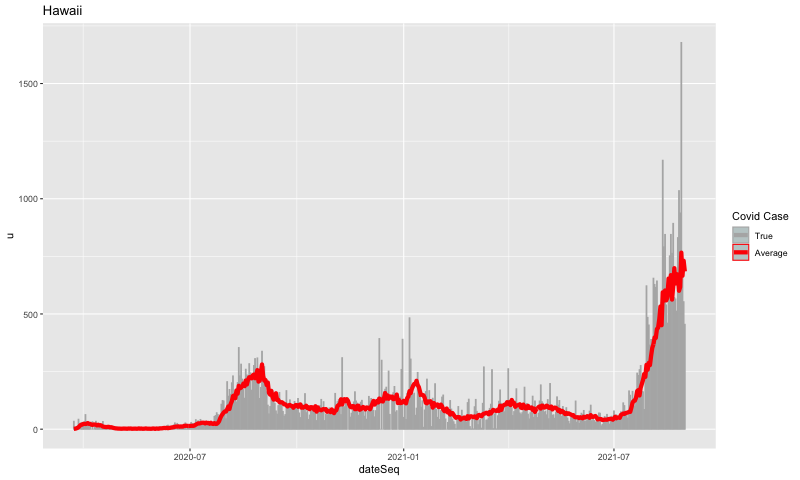 Hawaii
1500
1000
500
0
u
2020-07
2021-01
2021-07
dateSeq
Covid Case
True
Average